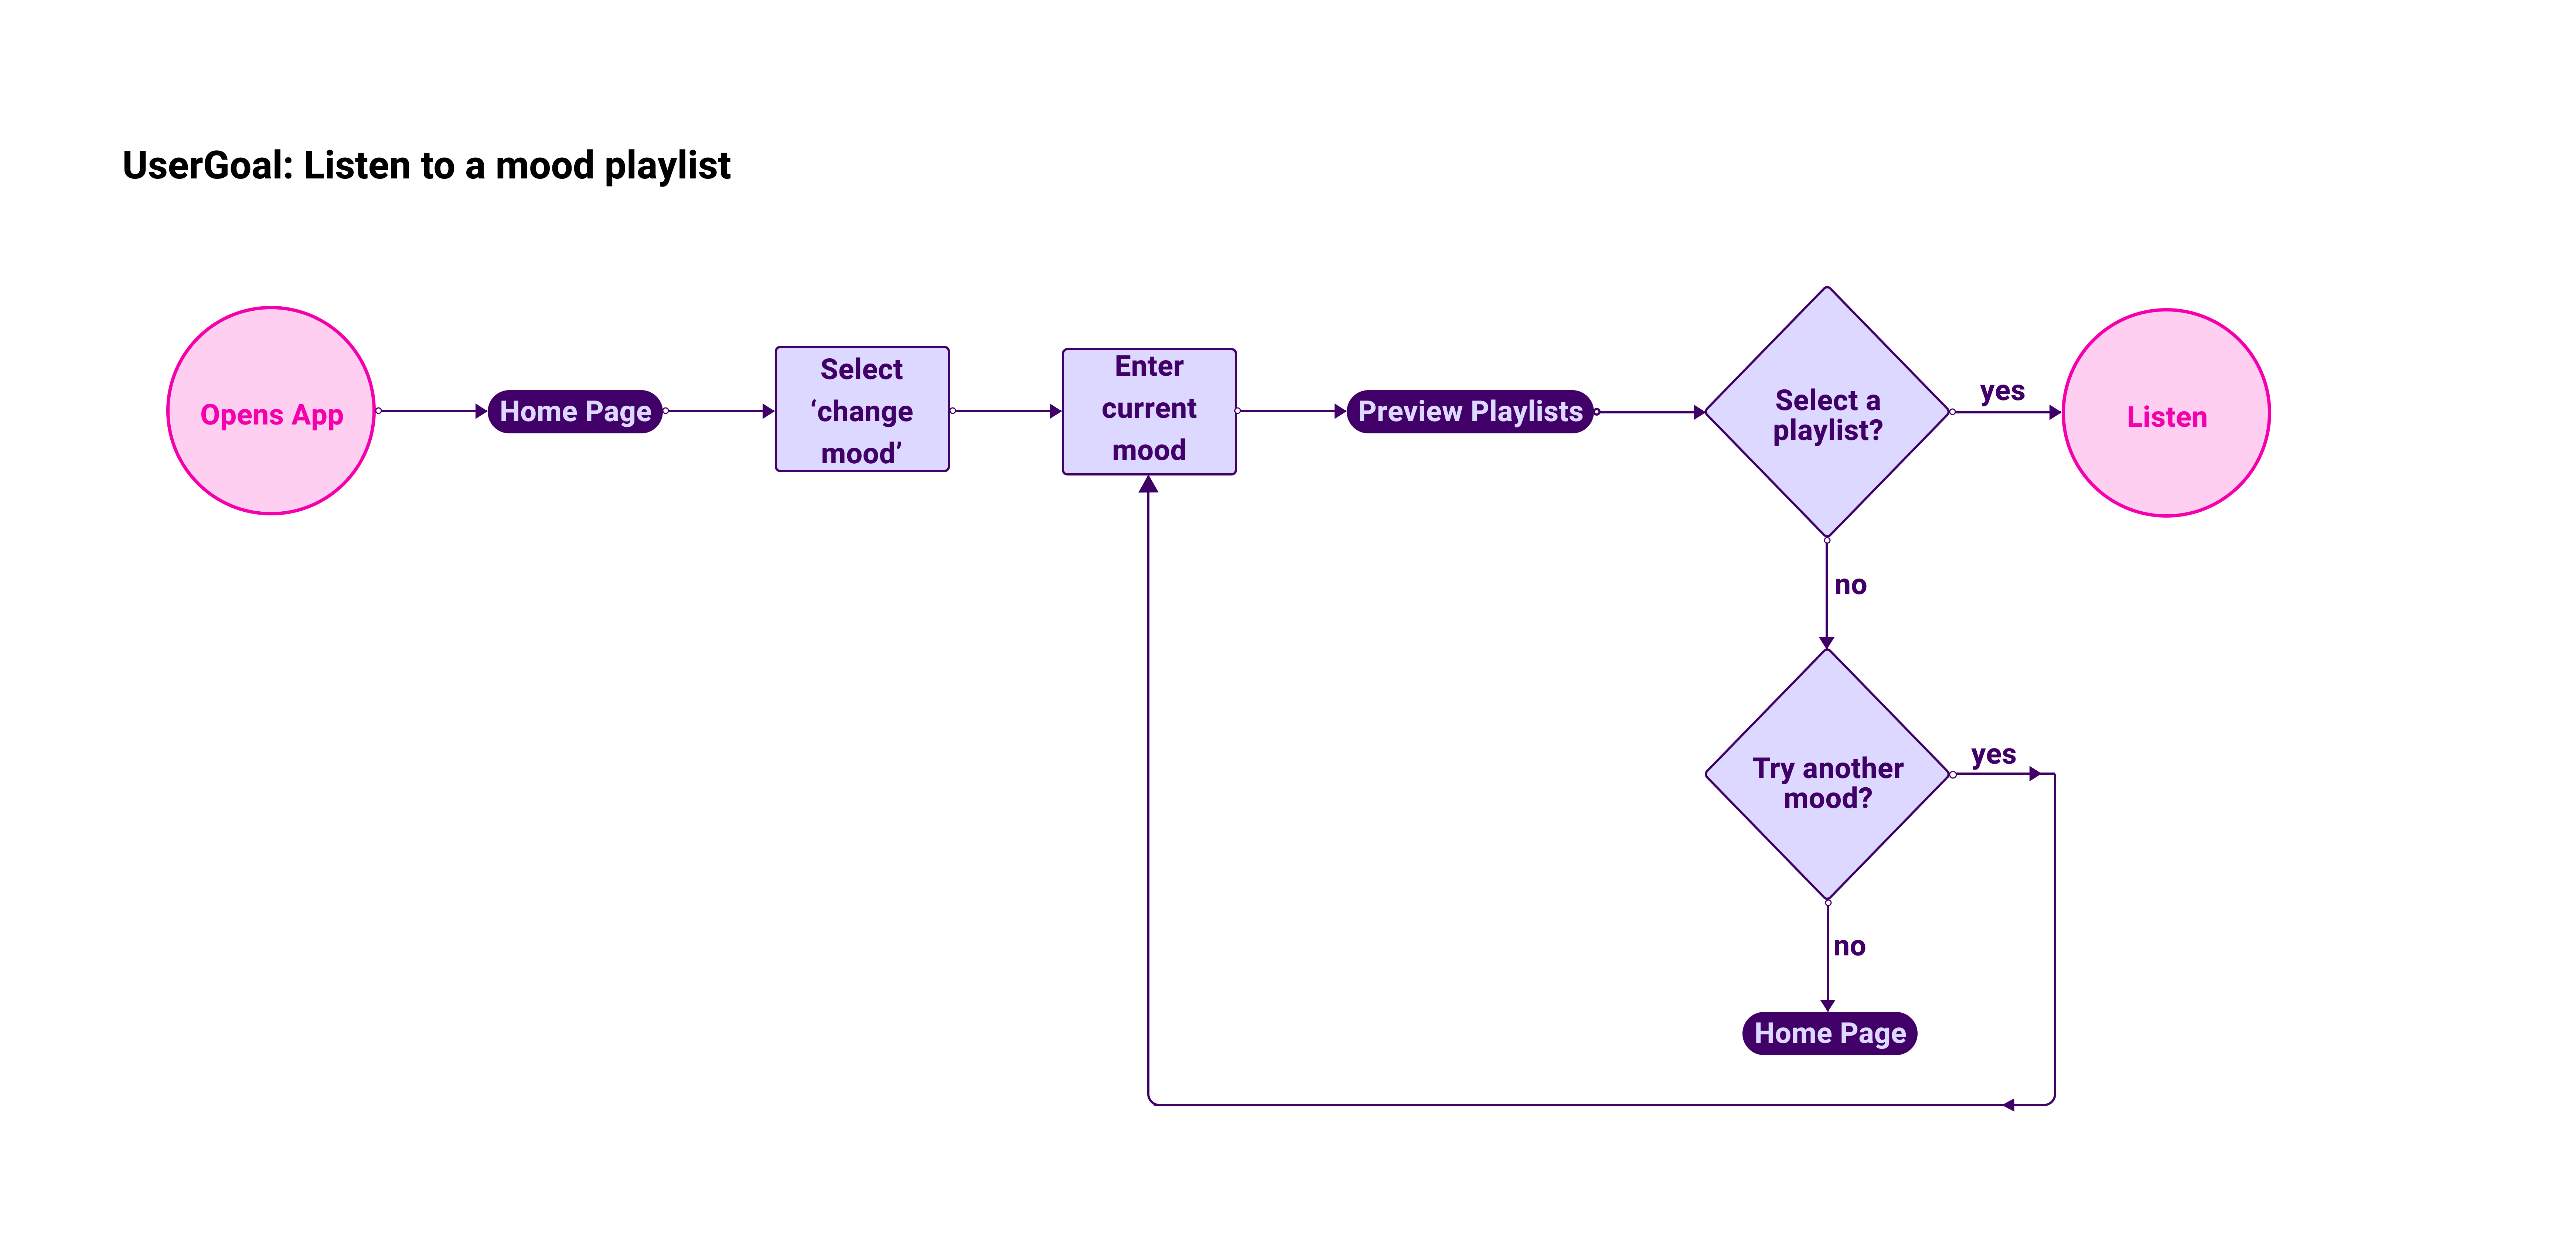 UserGoal: Listen to a mood playlist
Opens App
Home Page
Select
‘change
mood’
Enter
current
mood
Preview Playlists
Select a
playlist?
yes
Listen
no
Try another
mood?
yes
no
Home Page